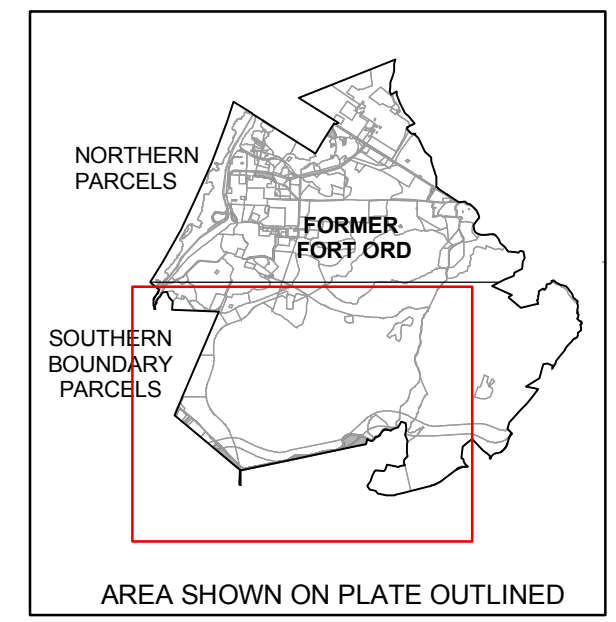 NORTHERN
PARCELS
FORMER
FORT ORD
SOUTHERN
BOUNDARY
PARCELS
AREA SHOWN ON PLATE OUTLINED